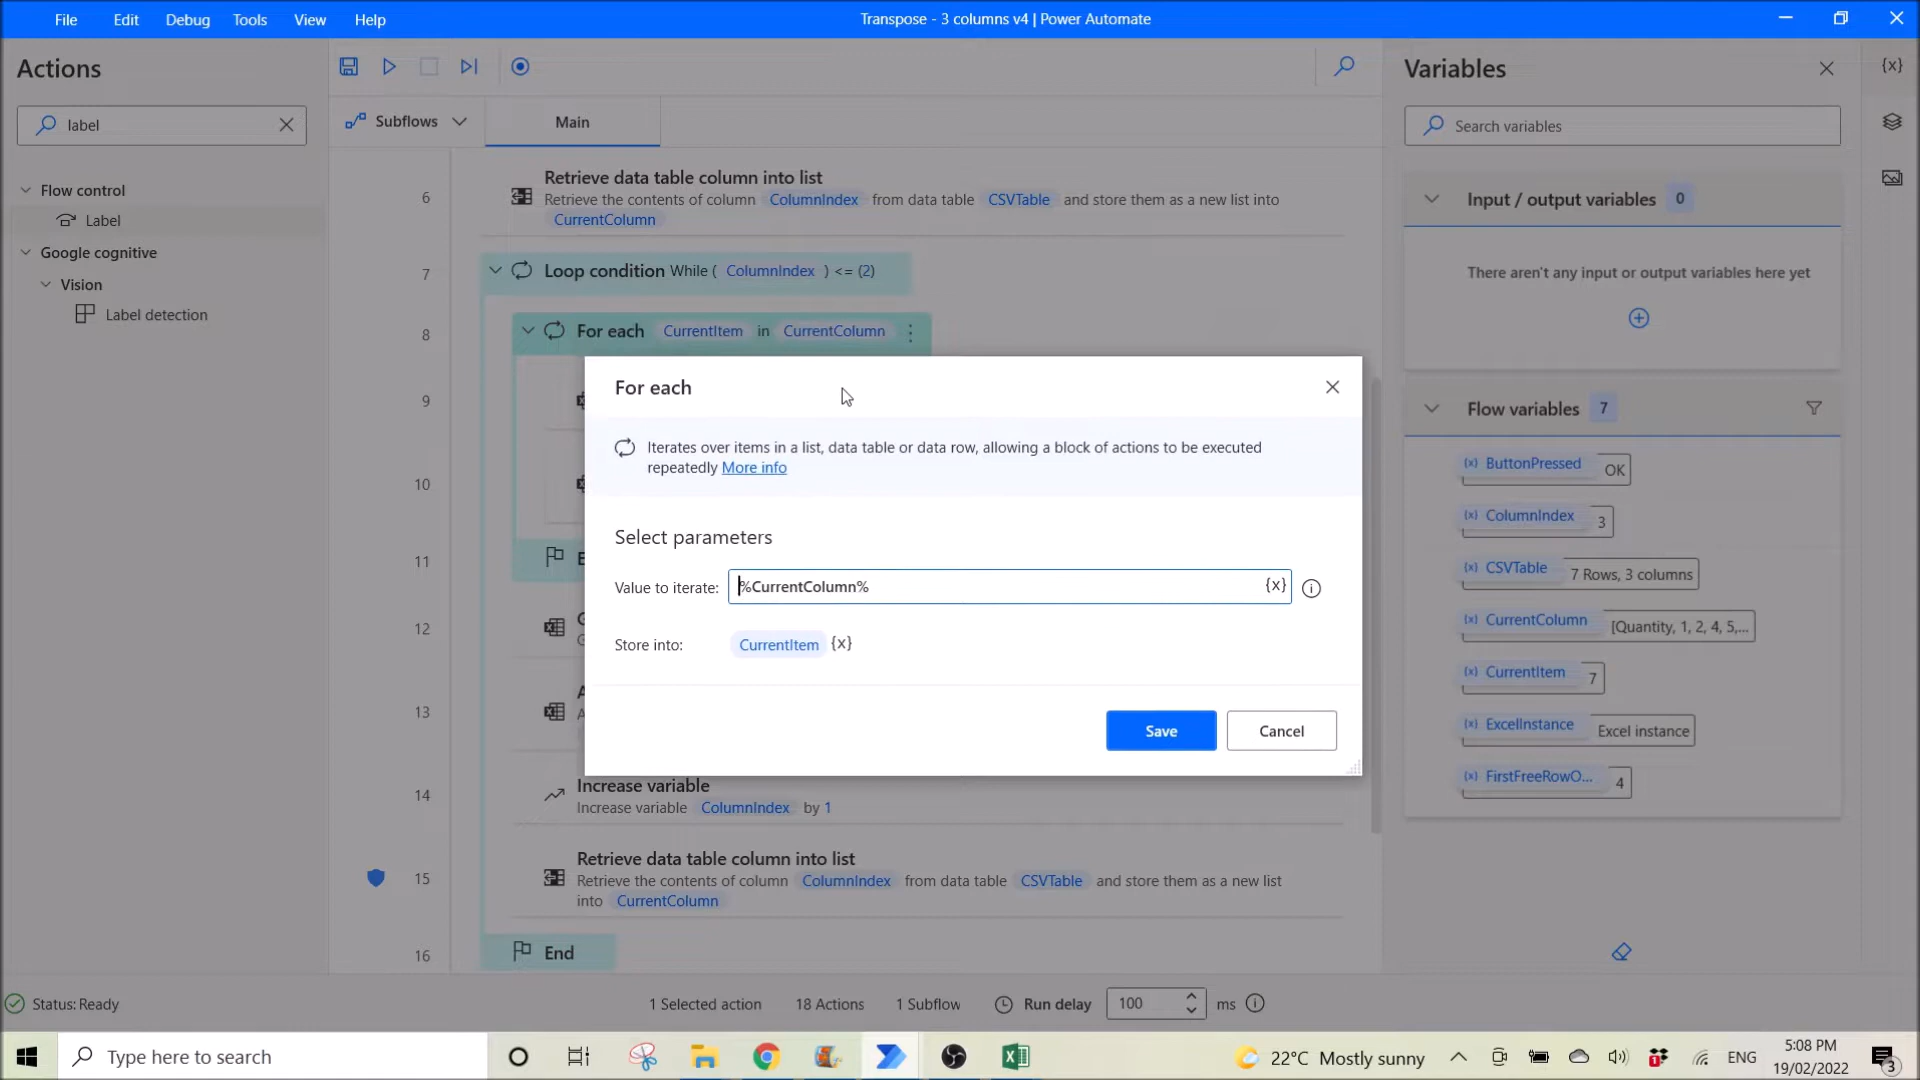 File Edit Debug Tools View Help
Transpose - 3 columns v4 | Power Automate
Actions
label
Flow control
Label
Google cognitive
Vision
Label detection
Subflows
Main
6
Retrieve data table column into list
Retrieve the contents of column ColumnIndex from data table CSVTable and store them as a new list into
CurrentColumn
7
Loop condition While ( ColumnIndex ) <= (2)
8
For each CurrentItem in CurrentColumn
9
10
11
12
13
For each
Iterates over items in a list, data table or data row, allowing a block of actions to be executed
repeatedly More info
Select parameters
Value to iterate: %CurrentColumn% {x}
Store into: CurrentItem {x}
Save Cancel
14
Increase variable
Increase variable ColumnIndex by 1
15
Retrieve data table column into list
Retrieve the contents of column ColumnIndex from data table CSVTable and store them as a new list
into CurrentColumn
16
End
Variables
{x}
Search variables
Input / output variables 0
There aren't any input or output variables here yet
Flow variables 7
(x) ButtonPressed OK
(x) ColumnIndex 3
(x) CSVTable 7 Rows, 3 columns
(x) CurrentColumn [Quantity, 1, 2, 4, 5,...
(x) CurrentItem 7
(x) ExcelInstance Excel instance
(x) FirstFreeRowO... 4
Status: Ready
1 Selected action 18 Actions 1 Subflow Run delay 100 ms
Type here to search
22°C Mostly sunny
ENG
5:08 PM
19/02/2022
3